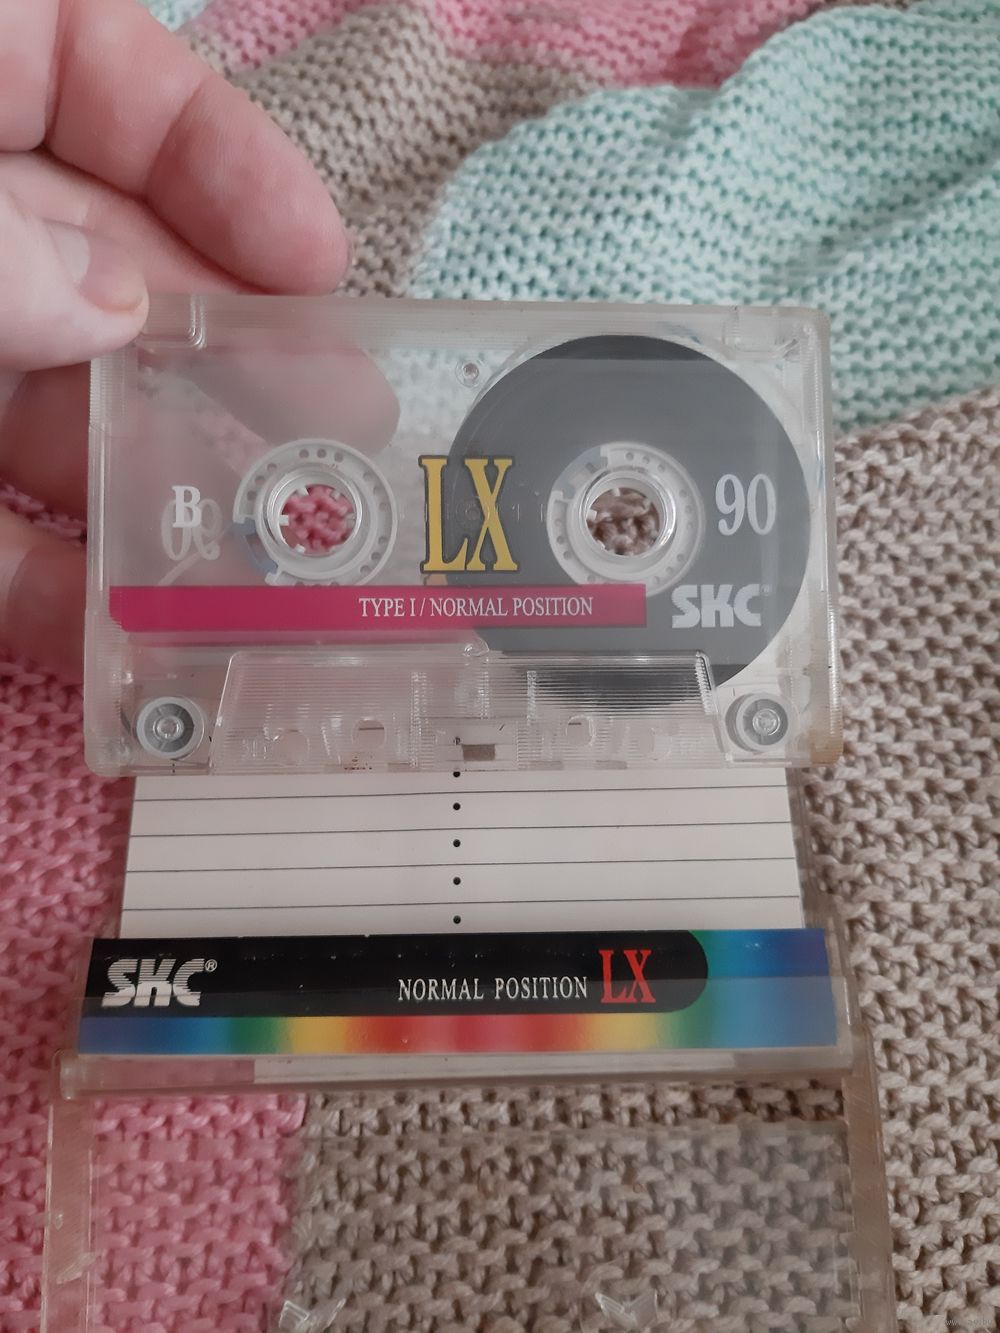 B
LX
90
TYPE I / NORMAL POSITION
SKC
SKC®
NORMAL POSITION LX